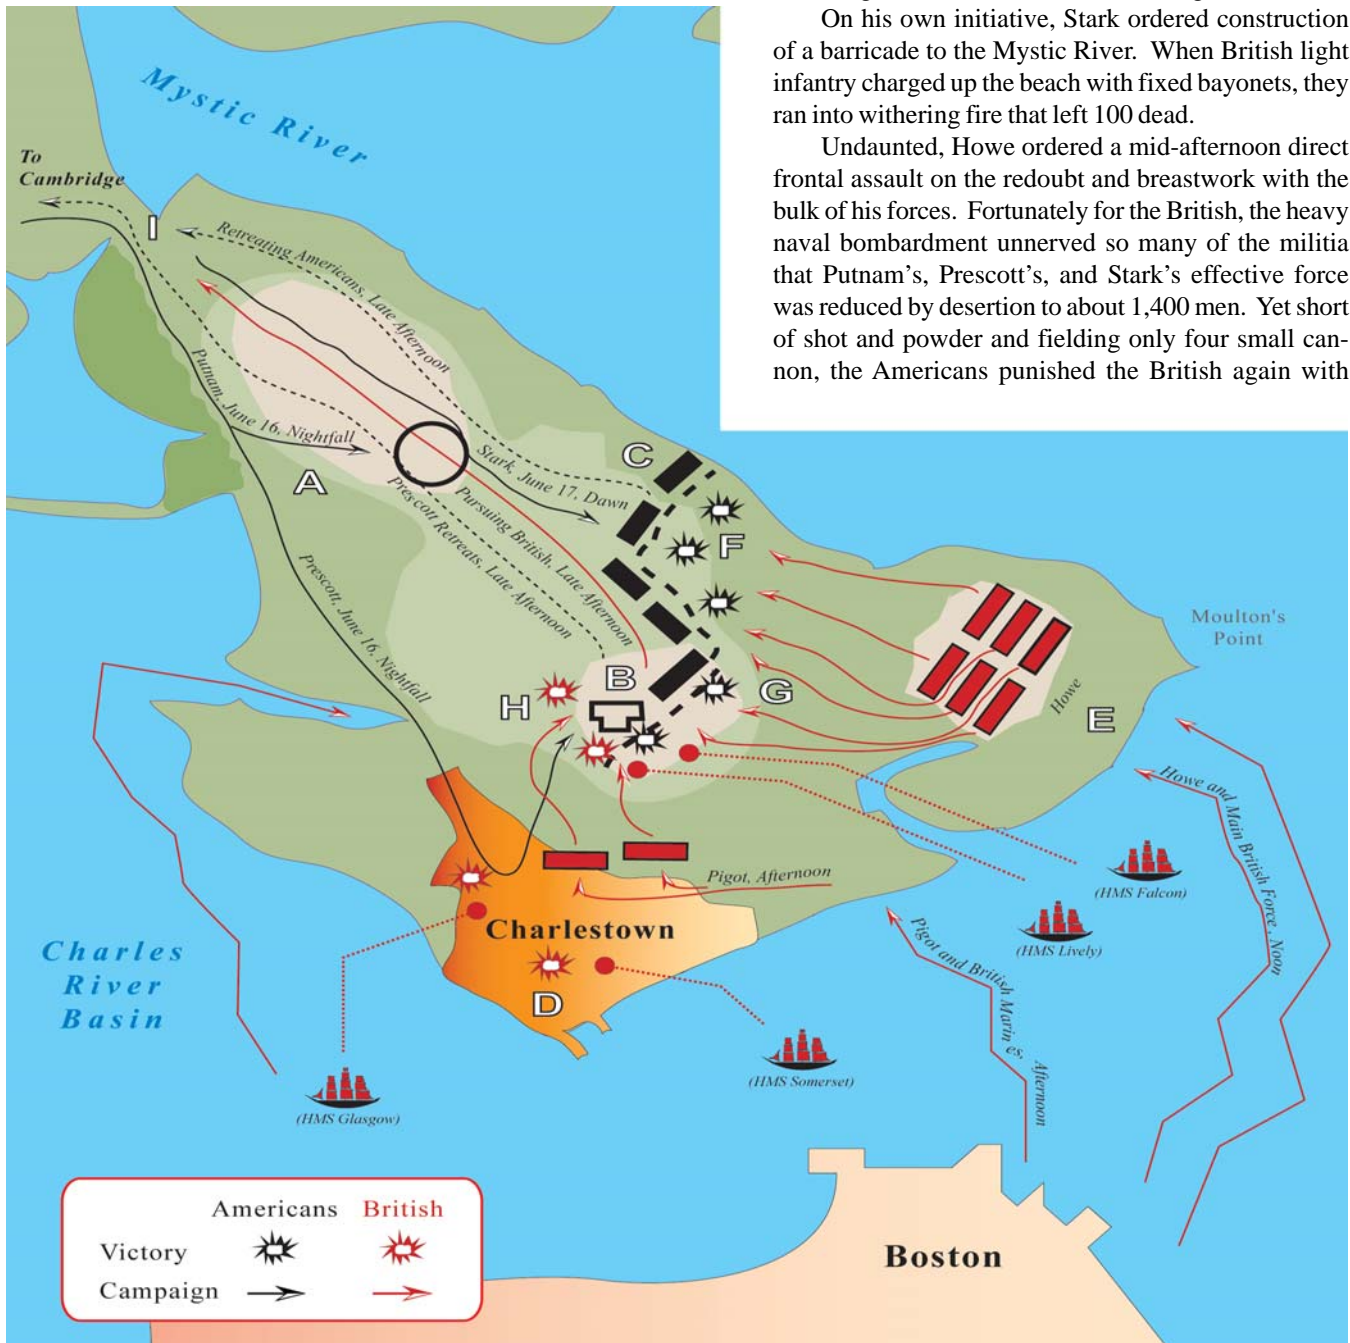 On his own initiative, Stark ordered construction
of a barricade to the Mystic River. When British light
infantry charged up the beach with fixed bayonets, they
ran into withering fire that left 100 dead.
Undaunted, Howe ordered a mid-afternoon direct
frontal assault on the redoubt and breastwork with the
bulk of his forces. Fortunately for the British, the heavy
naval bombardment unnerved so many of the militia
that Putnam's, Prescott's, and Stark's effective force
was reduced by desertion to about 1,400 men. Yet short
of shot and powder and fielding only four small can-
non, the Americans punished the British again with
Mystic River
To
Cambridge
I
Retreating Americans, Late Afternoon
Putnam, June 16, Nightfall
A
Stark, June 17, Dawn
Pursuing British, Late Afternoon
Prescott Retreats, Late Afternoon
Prescott, June 16, Nightfall
C
F
B
G
H
Howe
E
Moulton's
Point
Howe and Main British Force, Noon
Pigot, Afternoon
Pigot and British Marines, Afternoon
(HMS Falcon)
(HMS Lively)
Charlestown
D
(HMS Somerset)
(HMS Glasgow)
Charles
River
Basin
Boston
Americans British
Victory
Campaign